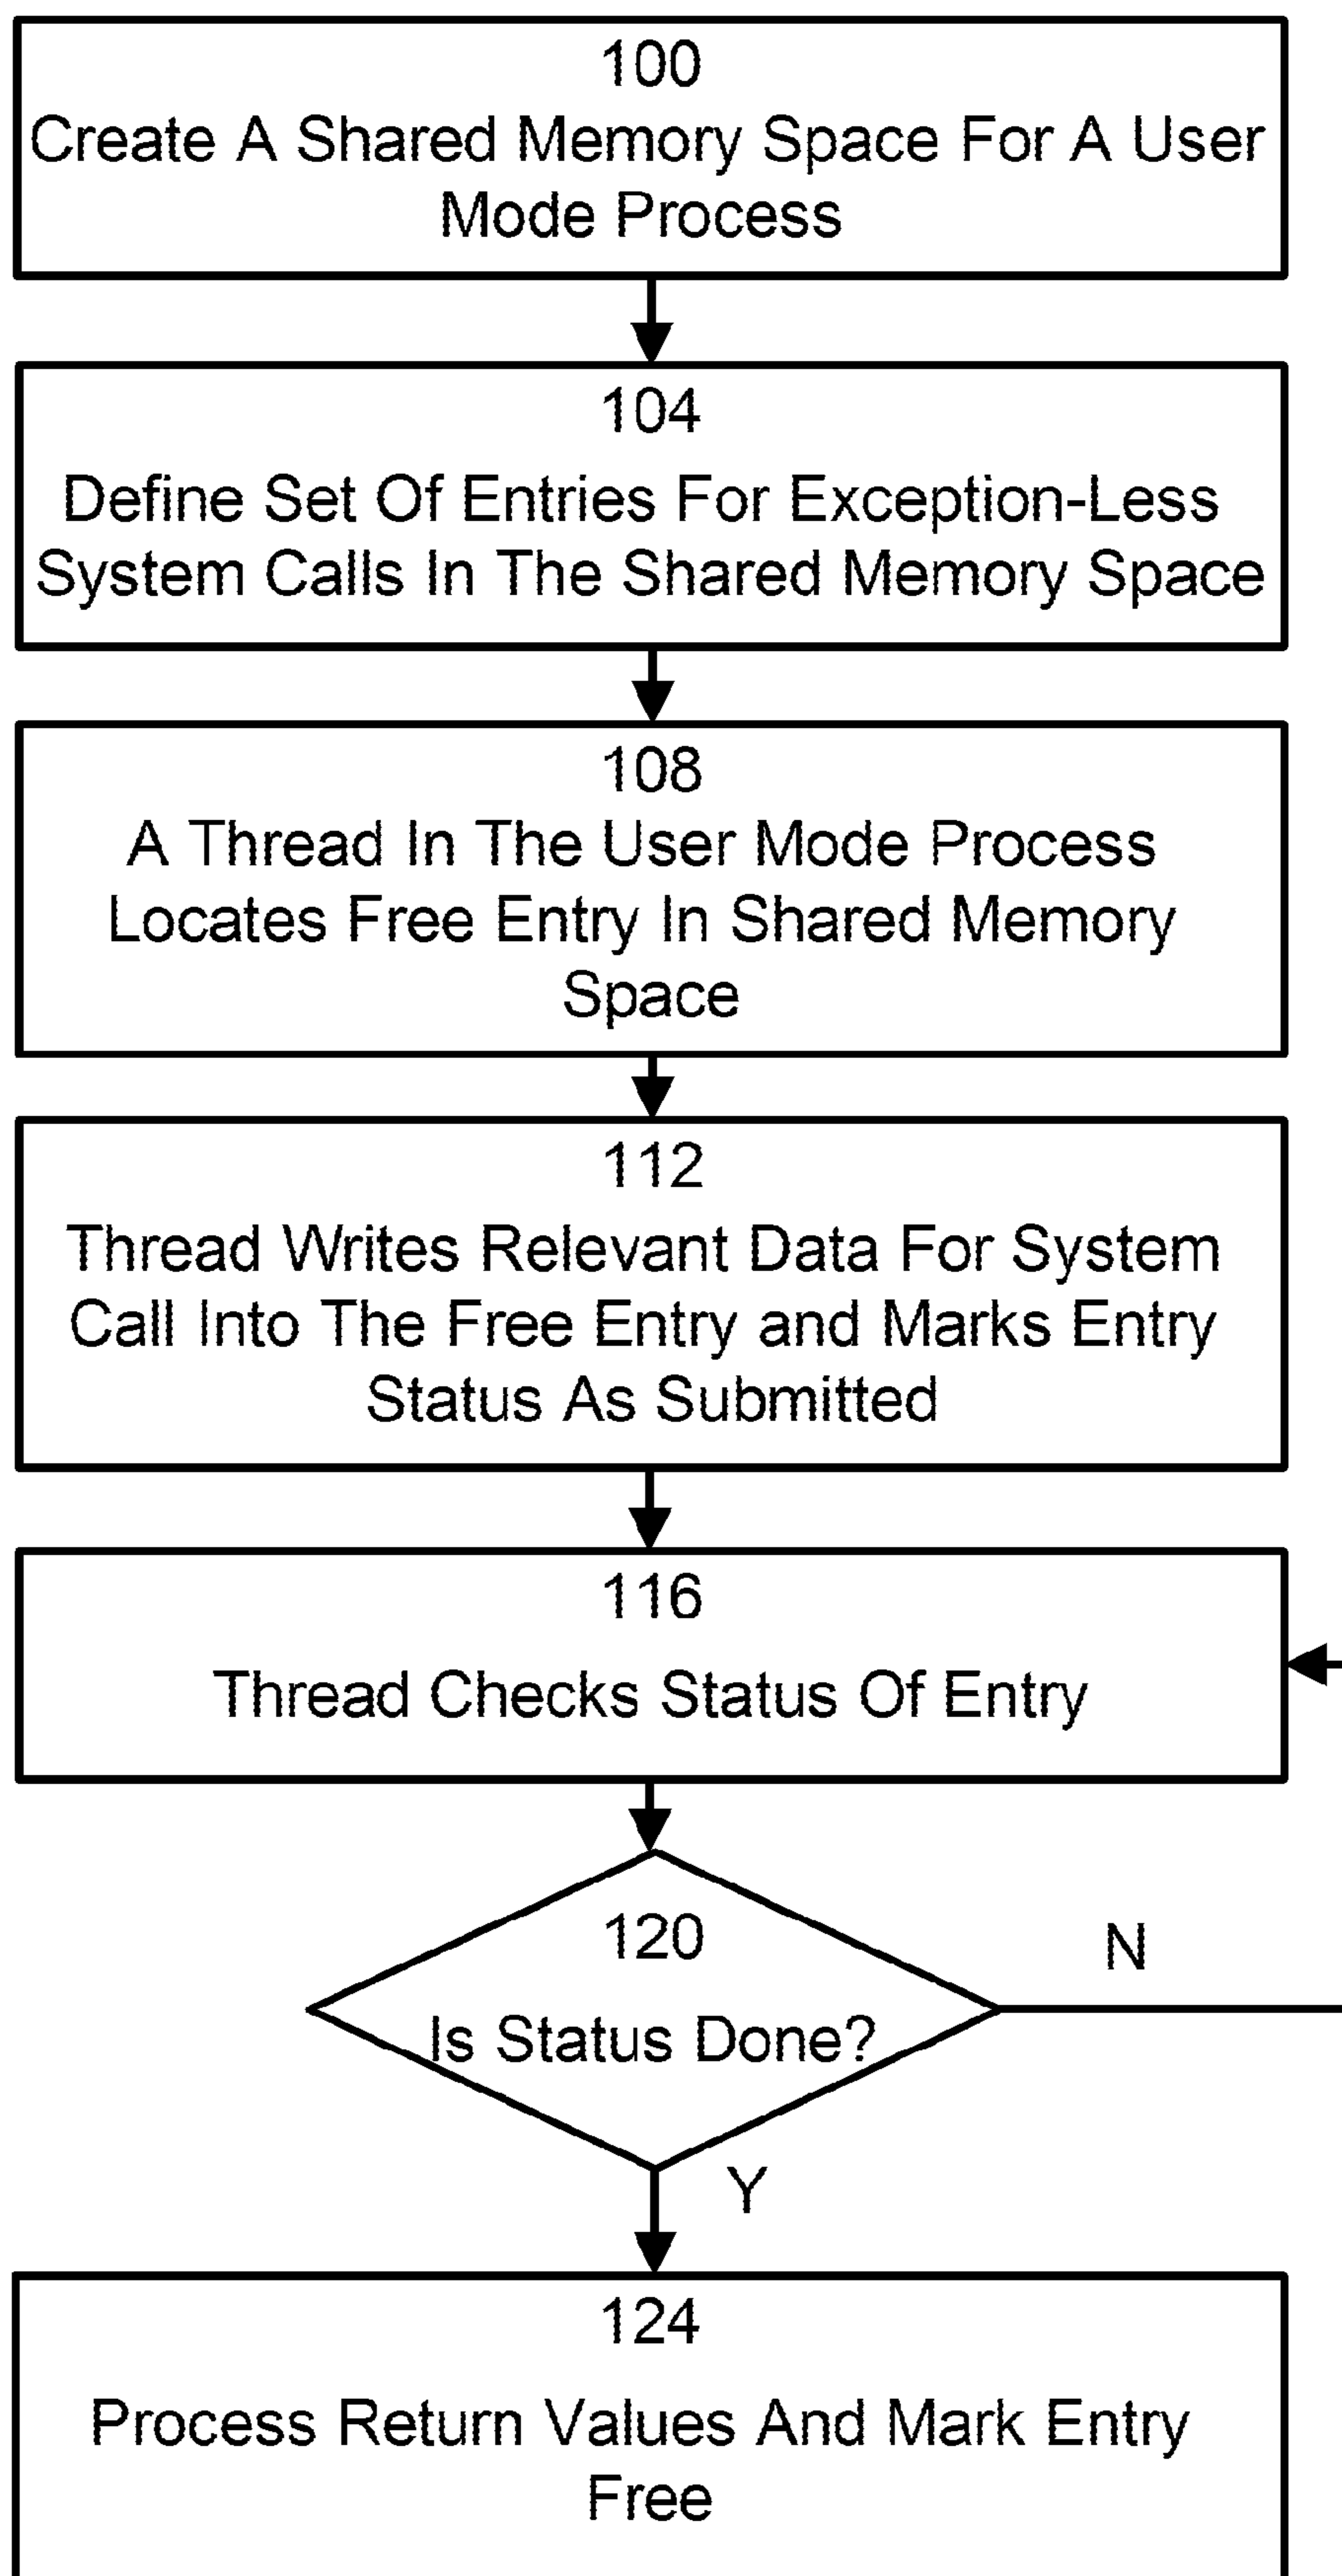 100
Create A Shared Memory Space For A User
Mode Process
104
Define Set Of Entries For Exception-Less
System Calls In The Shared Memory Space
108
A Thread In The User Mode Process
Locates Free Entry In Shared Memory
Space
112
Thread Writes Relevant Data For System
Call Into The Free Entry and Marks Entry
Status As Submitted
116
Thread Checks Status Of Entry
120
N
Is Status Done?
Y
124
Process Return Values And Mark Entry
Free